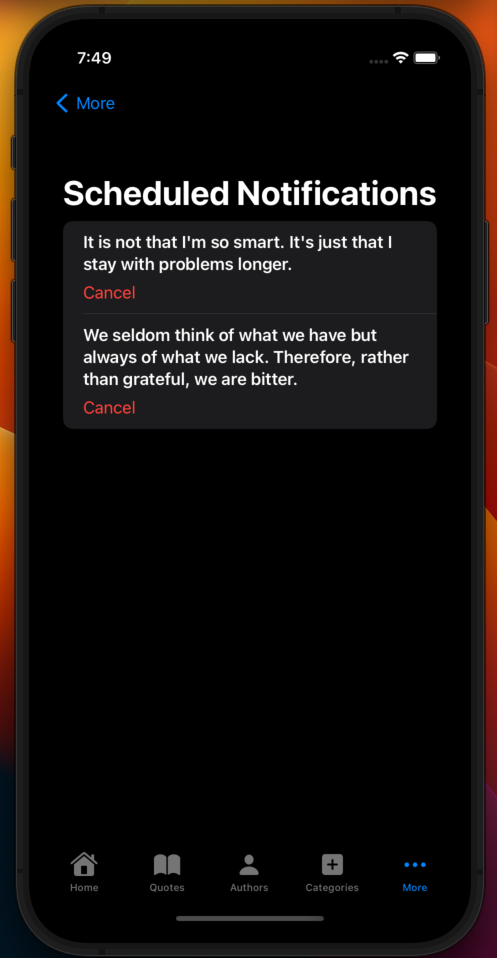 7:49
More
Scheduled Notifications
It is not that I'm so smart. It's just that I
stay with problems longer.
Cancel
We seldom think of what we have but
always of what we lack. Therefore, rather
than grateful, we are bitter.
Cancel
Home
Quotes
Authors
Categories
More